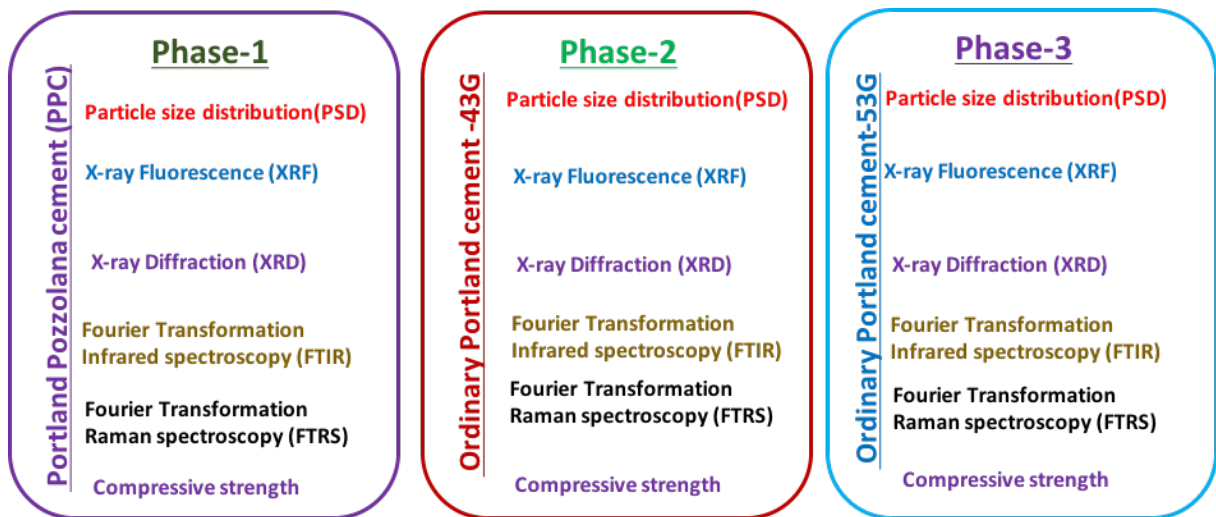 Phase-1
Portland Pozzolana cement (PPC)
Particle size distribution(PSD)
X-ray Fluorescence (XRF)
X-ray Diffraction (XRD)
Fourier Transformation
Infrared spectroscopy (FTIR)
Fourier Transformation
Raman spectroscopy (FTRS)
Compressive strength
Phase-2
Ordinary Portland cement -43G
Particle size distribution(PSD)
X-ray Fluorescence (XRF)
X-ray Diffraction (XRD)
Fourier Transformation
Infrared spectroscopy (FTIR)
Fourier Transformation
Raman spectroscopy (FTRS)
Compressive strength
Phase-3
Ordinary Portland cement-53G
Particle size distribution(PSD)
X-ray Fluorescence (XRF)
X-ray Diffraction (XRD)
Fourier Transformation
Infrared spectroscopy (FTIR)
Fourier Transformation
Raman spectroscopy (FTRS)
Compressive strength